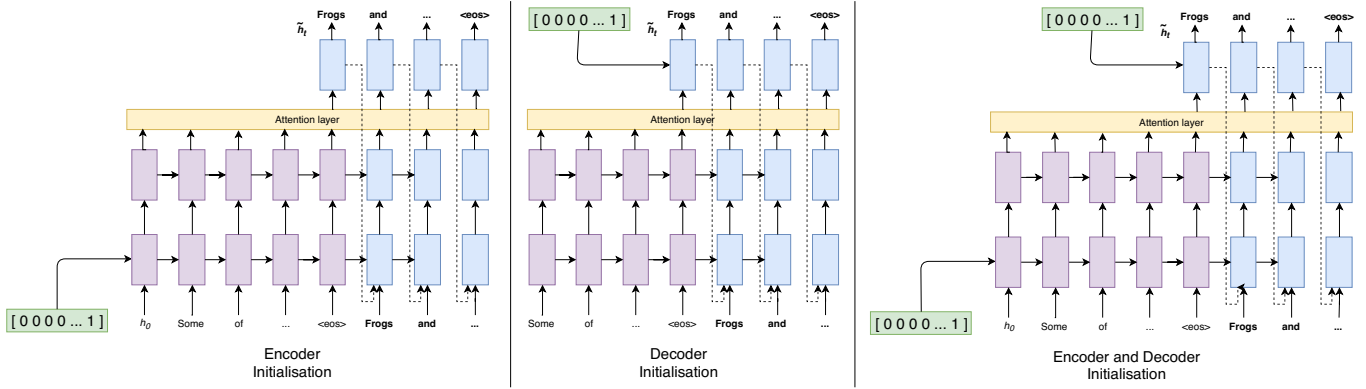 Frogs and ... <eos>
h̃t
Attention layer
[ 0 0 0 0 ... 1 ]
h0 Some of ... <eos> Frogs and ...
Encoder
Initialisation
[ 0 0 0 0 ... 1 ]
Frogs and ... <eos>
h̃t
Attention layer
Some of ... <eos> Frogs and ...
Decoder
Initialisation
[ 0 0 0 0 ... 1 ]
Frogs and ... <eos>
h̃t
Attention layer
[ 0 0 0 0 ... 1 ]
h0 Some of ... <eos> Frogs and ...
Encoder and Decoder
Initialisation